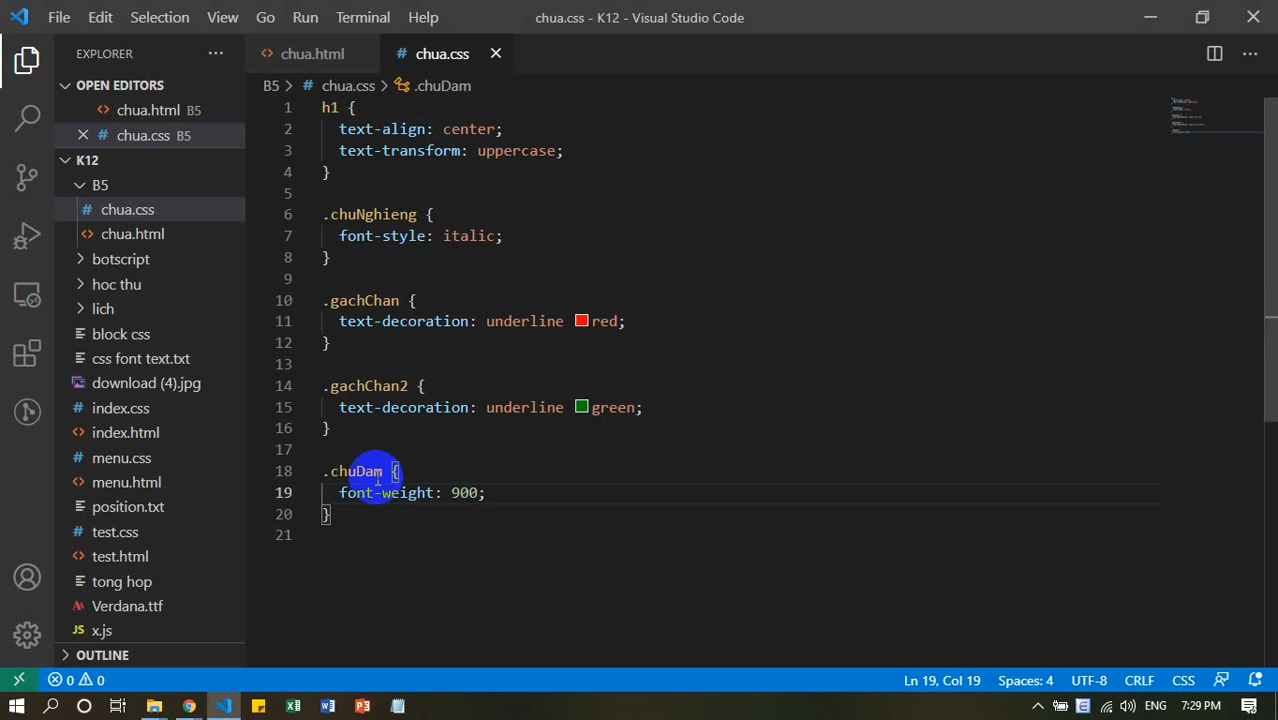 File Edit Selection View Go Run Terminal Help chua.css - K12 - Visual Studio Code
EXPLORER
OPEN EDITORS
chua.html B5
chua.css B5
K12
B5
chua.css
chua.html
botscript
hoc thu
lich
block css
css font text.txt
download (4).jpg
index.css
index.html
menu.css
menu.html
position.txt
test.css
test.html
tong hop
Verdana.ttf
JS x.js
OUTLINE
chua.html # chua.css
B5 > # chua.css > .chuDam
1 h1 {
2 text-align: center;
3 text-transform: uppercase;
4 }
5
6 .chuNghieng {
7 font-style: italic;
8 }
9
10 .gachChan {
11 text-decoration: underline red;
12 }
13
14 .gachChan2 {
15 text-decoration: underline green;
16 }
17
18 .chuDam {
19 font-weight: 900;
20 }
21
0 0 Ln 19, Col 19 Spaces: 4 UTF-8 CRLF CSS
ENG 7:29 PM